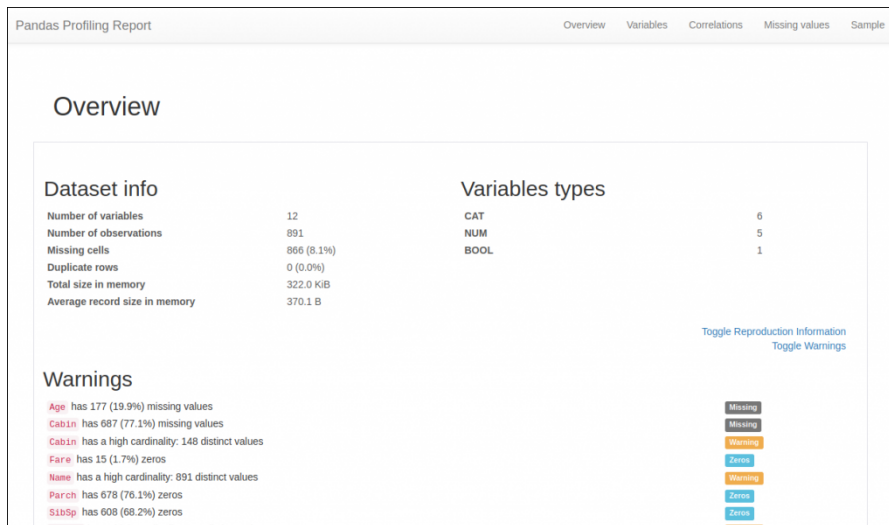 Pandas Profiling Report Overview Variables Correlations Missing values Sample
Overview
Dataset info
Number of variables 12
Number of observations 891
Missing cells 866 (8.1%)
Duplicate rows 0 (0.0%)
Total size in memory 322.0 KiB
Average record size in memory 370.1 B
Variables types
CAT 6
NUM 5
BOOL 1
Toggle Reproduction Information
Toggle Warnings
Warnings
Age has 177 (19.9%) missing values Missing
Cabin has 687 (77.1%) missing values Missing
Cabin has a high cardinality: 148 distinct values Warning
Fare has 15 (1.7%) zeros Zeros
Name has a high cardinality: 891 distinct values Warning
Parch has 678 (76.1%) zeros Zeros
SibSp has 608 (68.2%) zeros Zeros